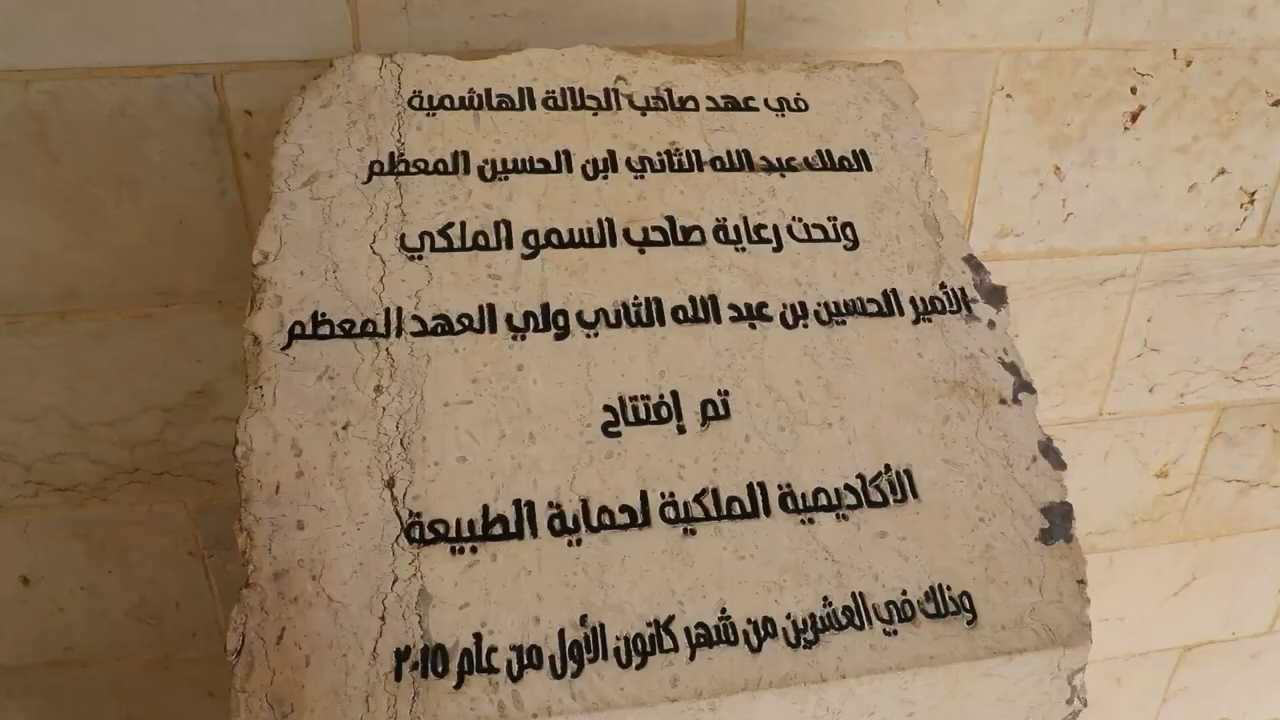 في عهد صاحب الجلالة الهاشمية
الملك عبد الله الثاني ابن الحسين المعظم
وتحت رعاية صاحب السمو الملكي
الأمير الحسين بن عبد الله الثاني ولي العهد المعظم
تم إفتتاح
الأكاديمية الملكية لحماية الطبيعة
وذلك في العشرين من شهر كانون الأول من عام ٢٠١٥